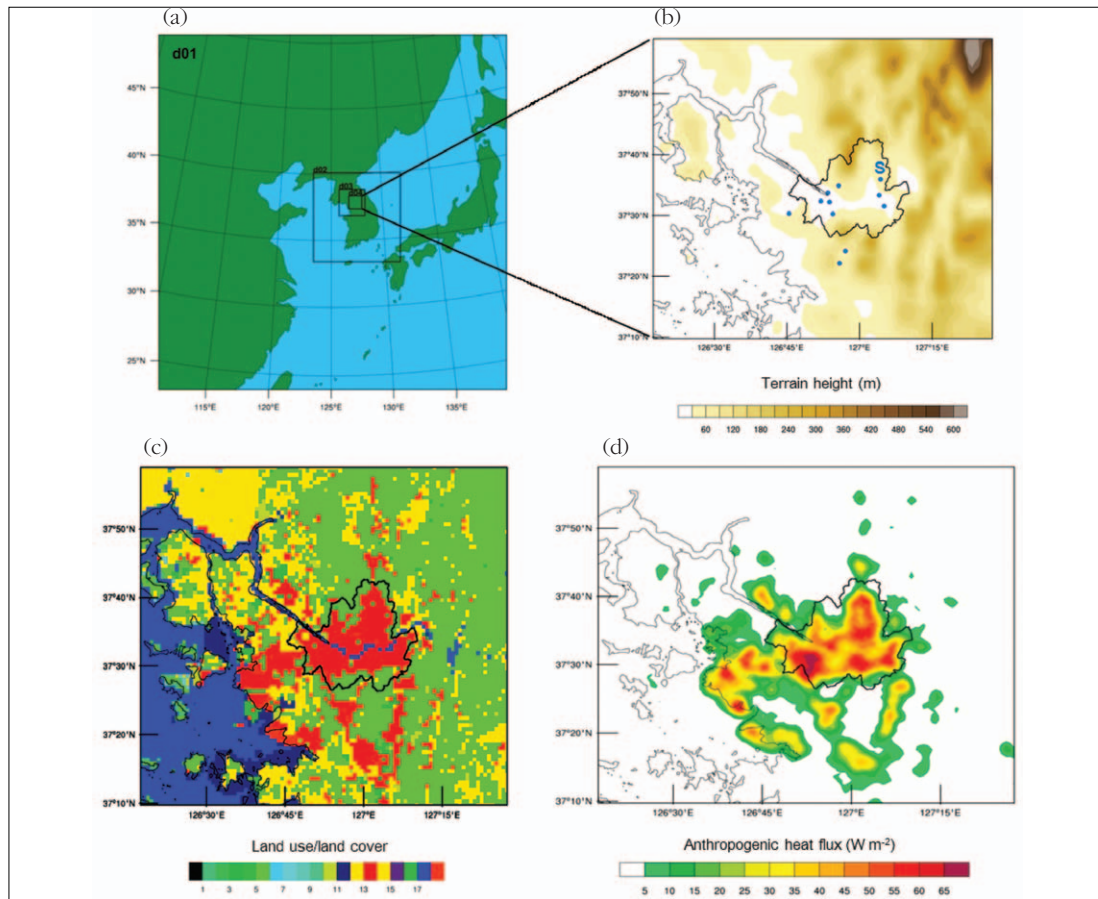 (a)
(b)
d01
45°N
40°N
35°N
30°N
25°N
115°E 120°E 125°E 130°E 135°E
d02
d03
37°50'N
37°40'N
37°30'N
37°20'N
37°10'N
126°30'E 126°45'E 127°E 127°15'E
S
Terrain height (m)
60 120 180 240 300 360 420 480 540 600
(c)
(d)
37°50'N
37°40'N
37°30'N
37°20'N
37°10'N
126°30'E 126°45'E 127°E 127°15'E
Land use/land cover
1 3 5 7 9 11 13 15 17
37°50'N
37°40'N
37°30'N
37°20'N
37°10'N
126°30'E 126°45'E 127°E 127°15'E
Anthropogenic heat flux (W m-2)
5 10 15 20 25 30 35 40 45 50 55 60 65